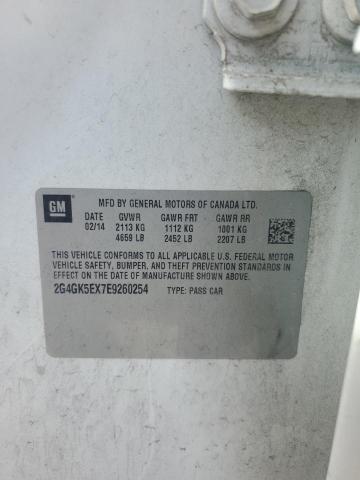 GM
MFD BY GENERAL MOTORS OF CANADA LTD.
DATE GVWR GAWR FRT GAWR RR
02/14 2113 KG 1112 KG 1001 KG
4659 LB 2452 LB 2207 LB
THIS VEHICLE CONFORMS TO ALL APPLICABLE U.S. FEDERAL MOTOR
VEHICLE SAFETY, BUMPER, AND THEFT PREVENTION STANDARDS IN
EFFECT ON THE DATE OF MANUFACTURE SHOWN ABOVE.
2G4GK5EX7E9260254 TYPE: PASS CAR